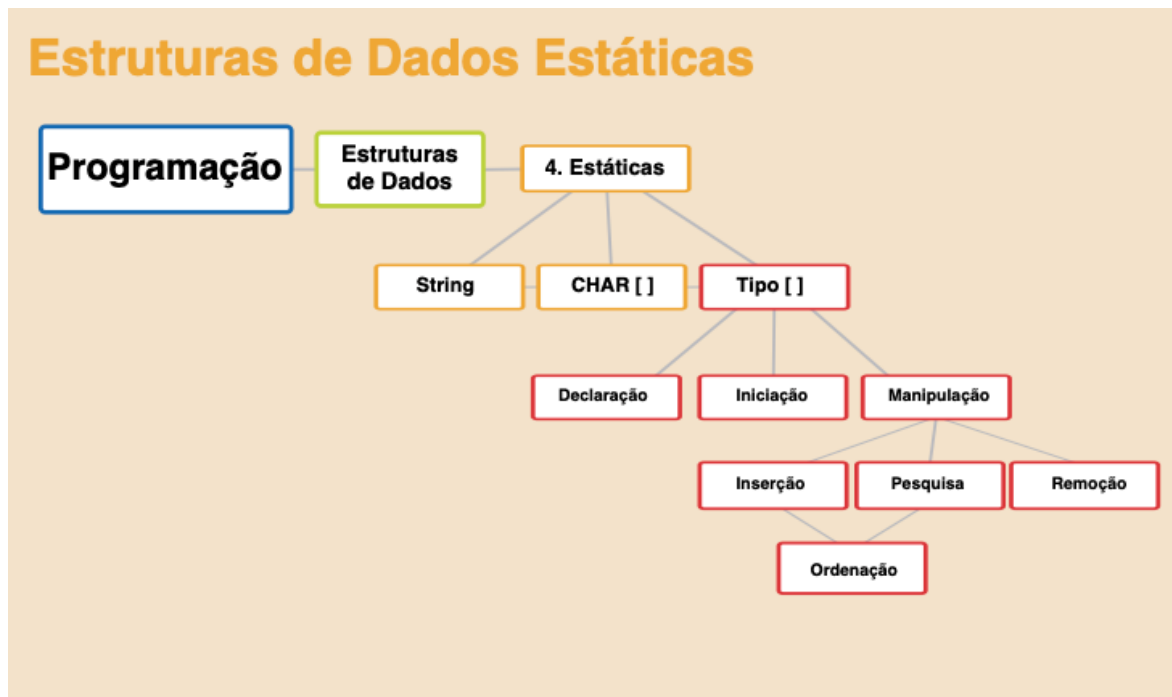 Estruturas de Dados Estáticas
Programação
Estruturas
de Dados
4. Estáticas
String
CHAR [ ]
Tipo [ ]
Declaração
Iniciação
Manipulação
Inserção
Pesquisa
Remoção
Ordenação